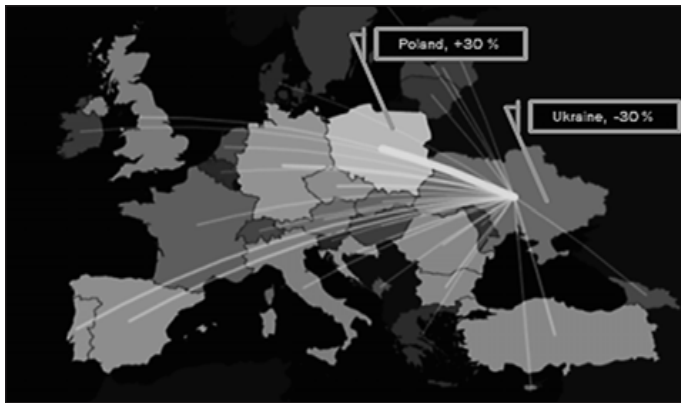 Poland, +30 %
Ukraine, -30 %